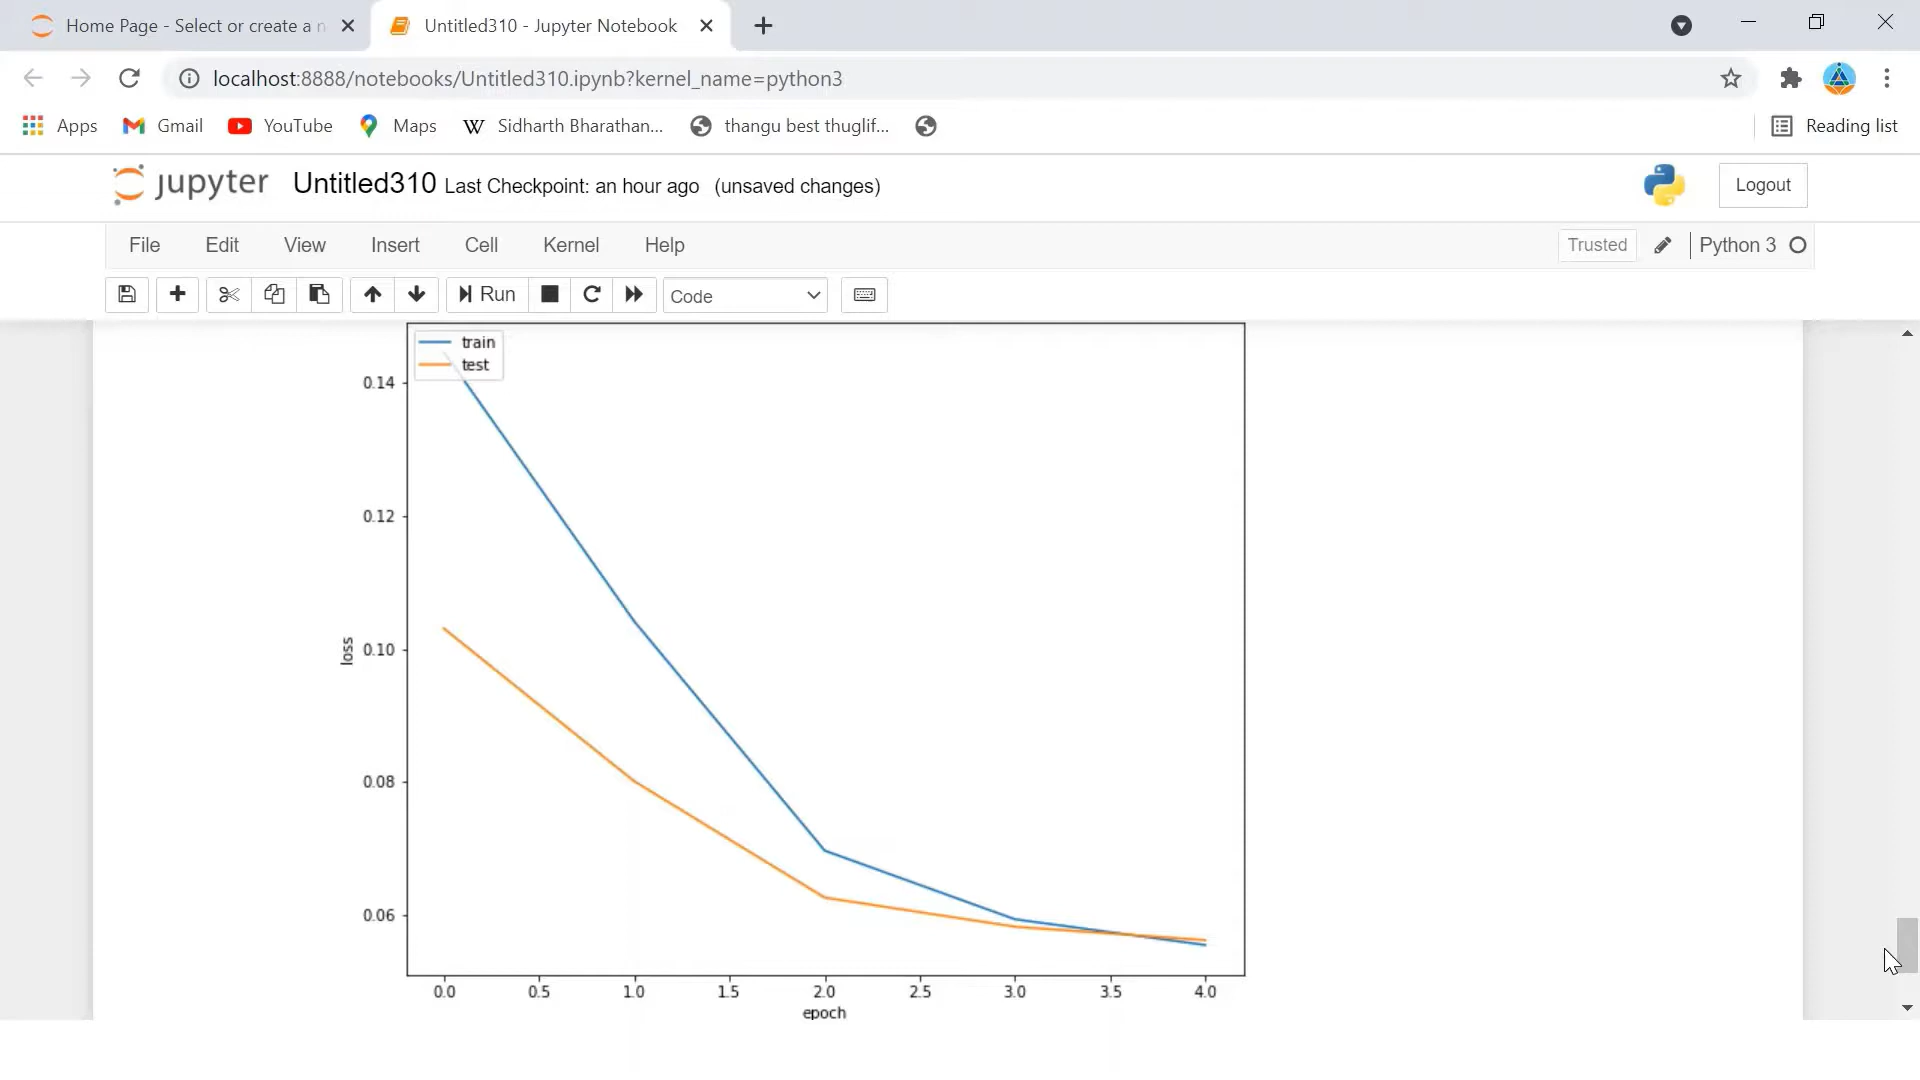 Home Page - Select or create a n
Untitled310 - Jupyter Notebook
localhost:8888/notebooks/Untitled310.ipynb?kernel_name=python3
Apps Gmail YouTube Maps W Sidharth Bharathan... thangu best thuglif... Reading list
jupyter Untitled310 Last Checkpoint: an hour ago (unsaved changes) Logout
File Edit View Insert Cell Kernel Help Trusted Python 3
Run Code
train
test
0.14
0.12
0.10
0.08
0.06
loss
0.0 0.5 1.0 1.5 2.0 2.5 3.0 3.5 4.0
epoch